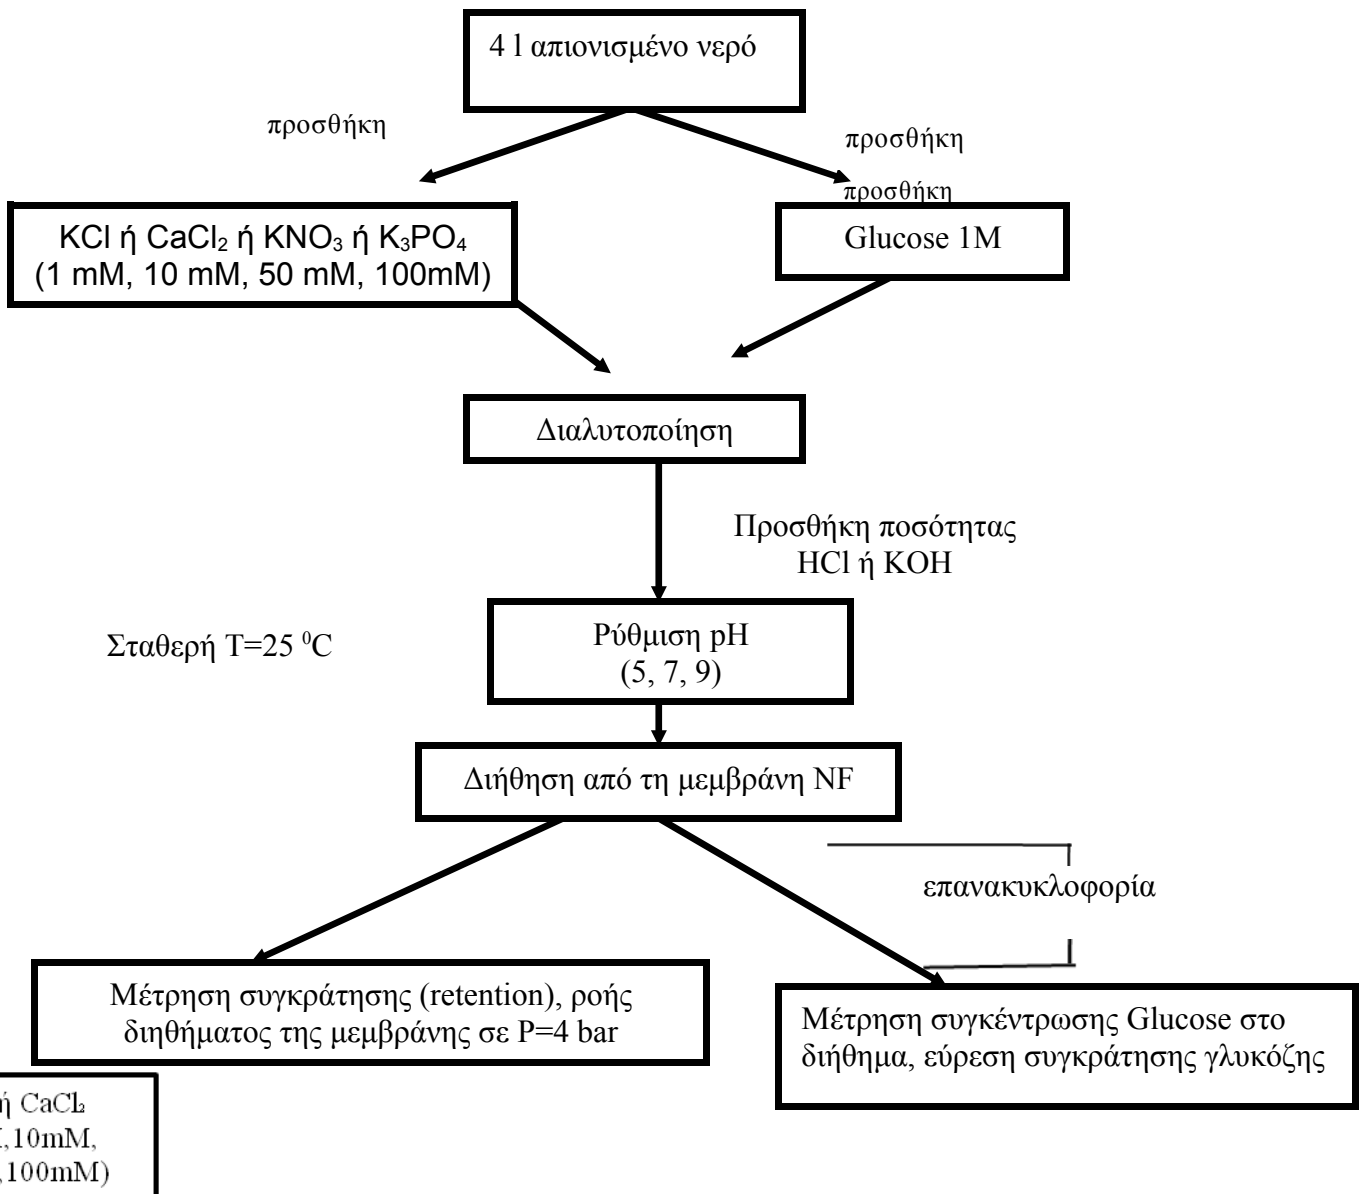 4 l απιονισμένο νερό
προσθήκη
προσθήκη
προσθήκη
KCl ή CaCl₂ ή KNO₃ ή K₃PO₄
(1 mM, 10 mM, 50 mM, 100mM)
Glucose 1M
Διαλυτοποίηση
Προσθήκη ποσότητας
HCl ή KOH
Σταθερή T=25 ⁰C
Ρύθμιση pH
(5, 7, 9)
Διήθηση από τη μεμβράνη NF
επανακυκλοφορία
Μέτρηση συγκράτησης (retention), ροής
διηθήματος της μεμβράνης σε P=4 bar
Μέτρηση συγκέντρωσης Glucose στο
διήθημα, εύρεση συγκράτησης γλυκόζης
ή CaCl₂
,10mM,
,100mM)